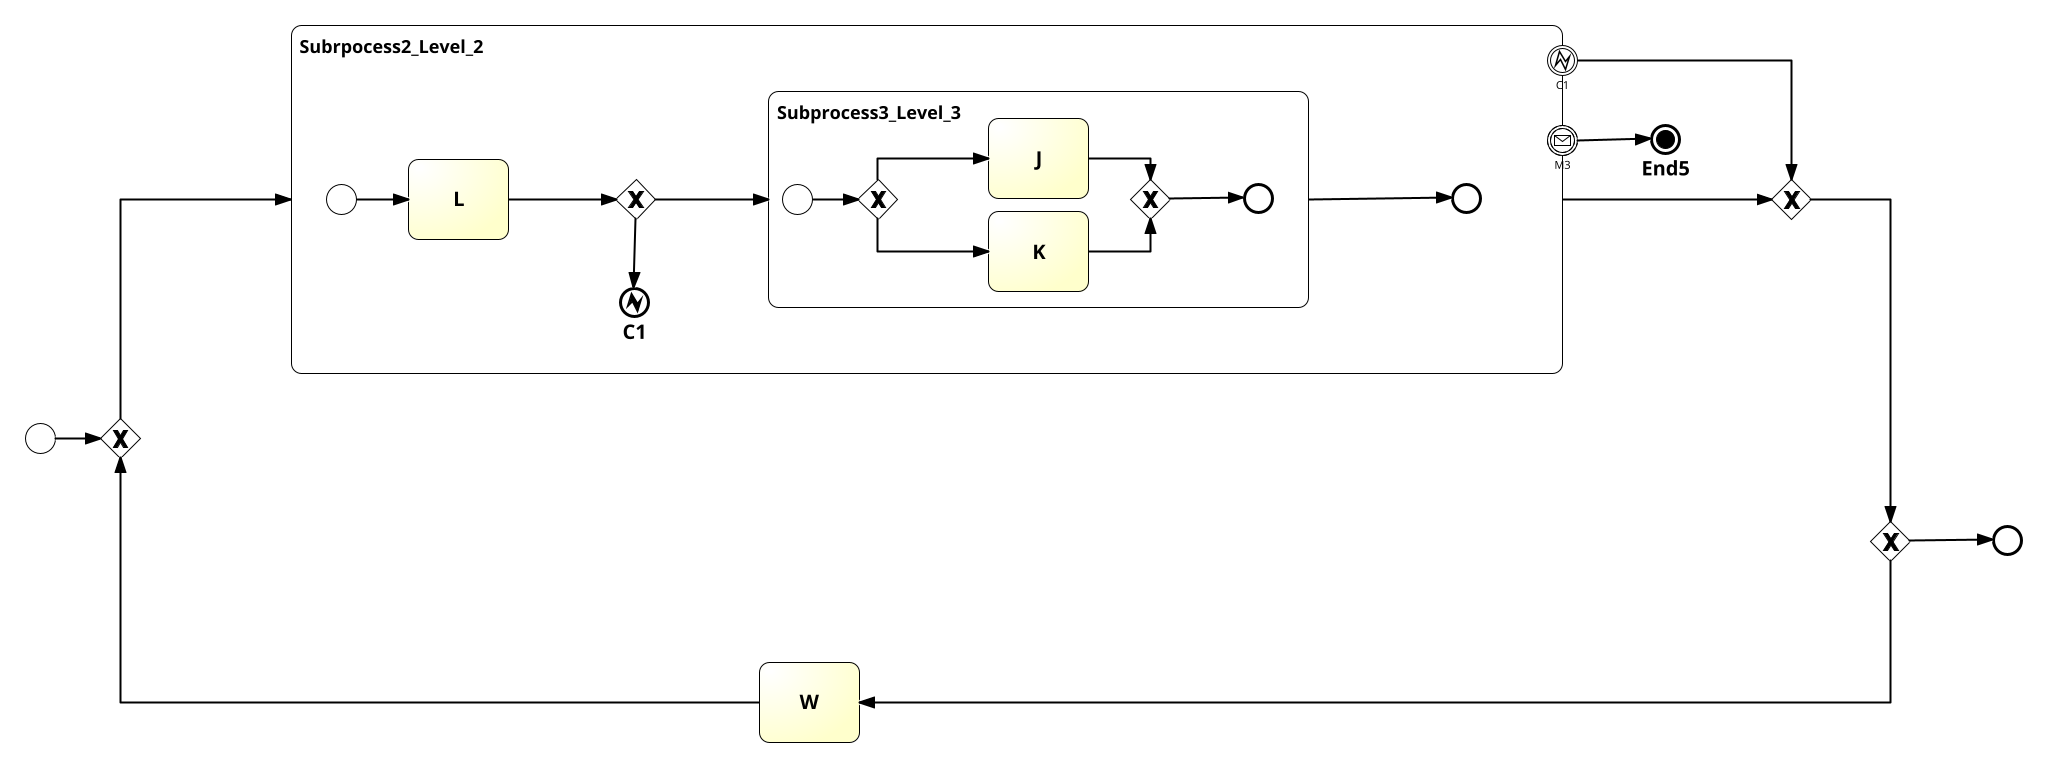 Subrpocess2_Level_2
C1
Subprocess3_Level_3
J
M3
End5
L
X
X
X
X
K
C1
X
X
W